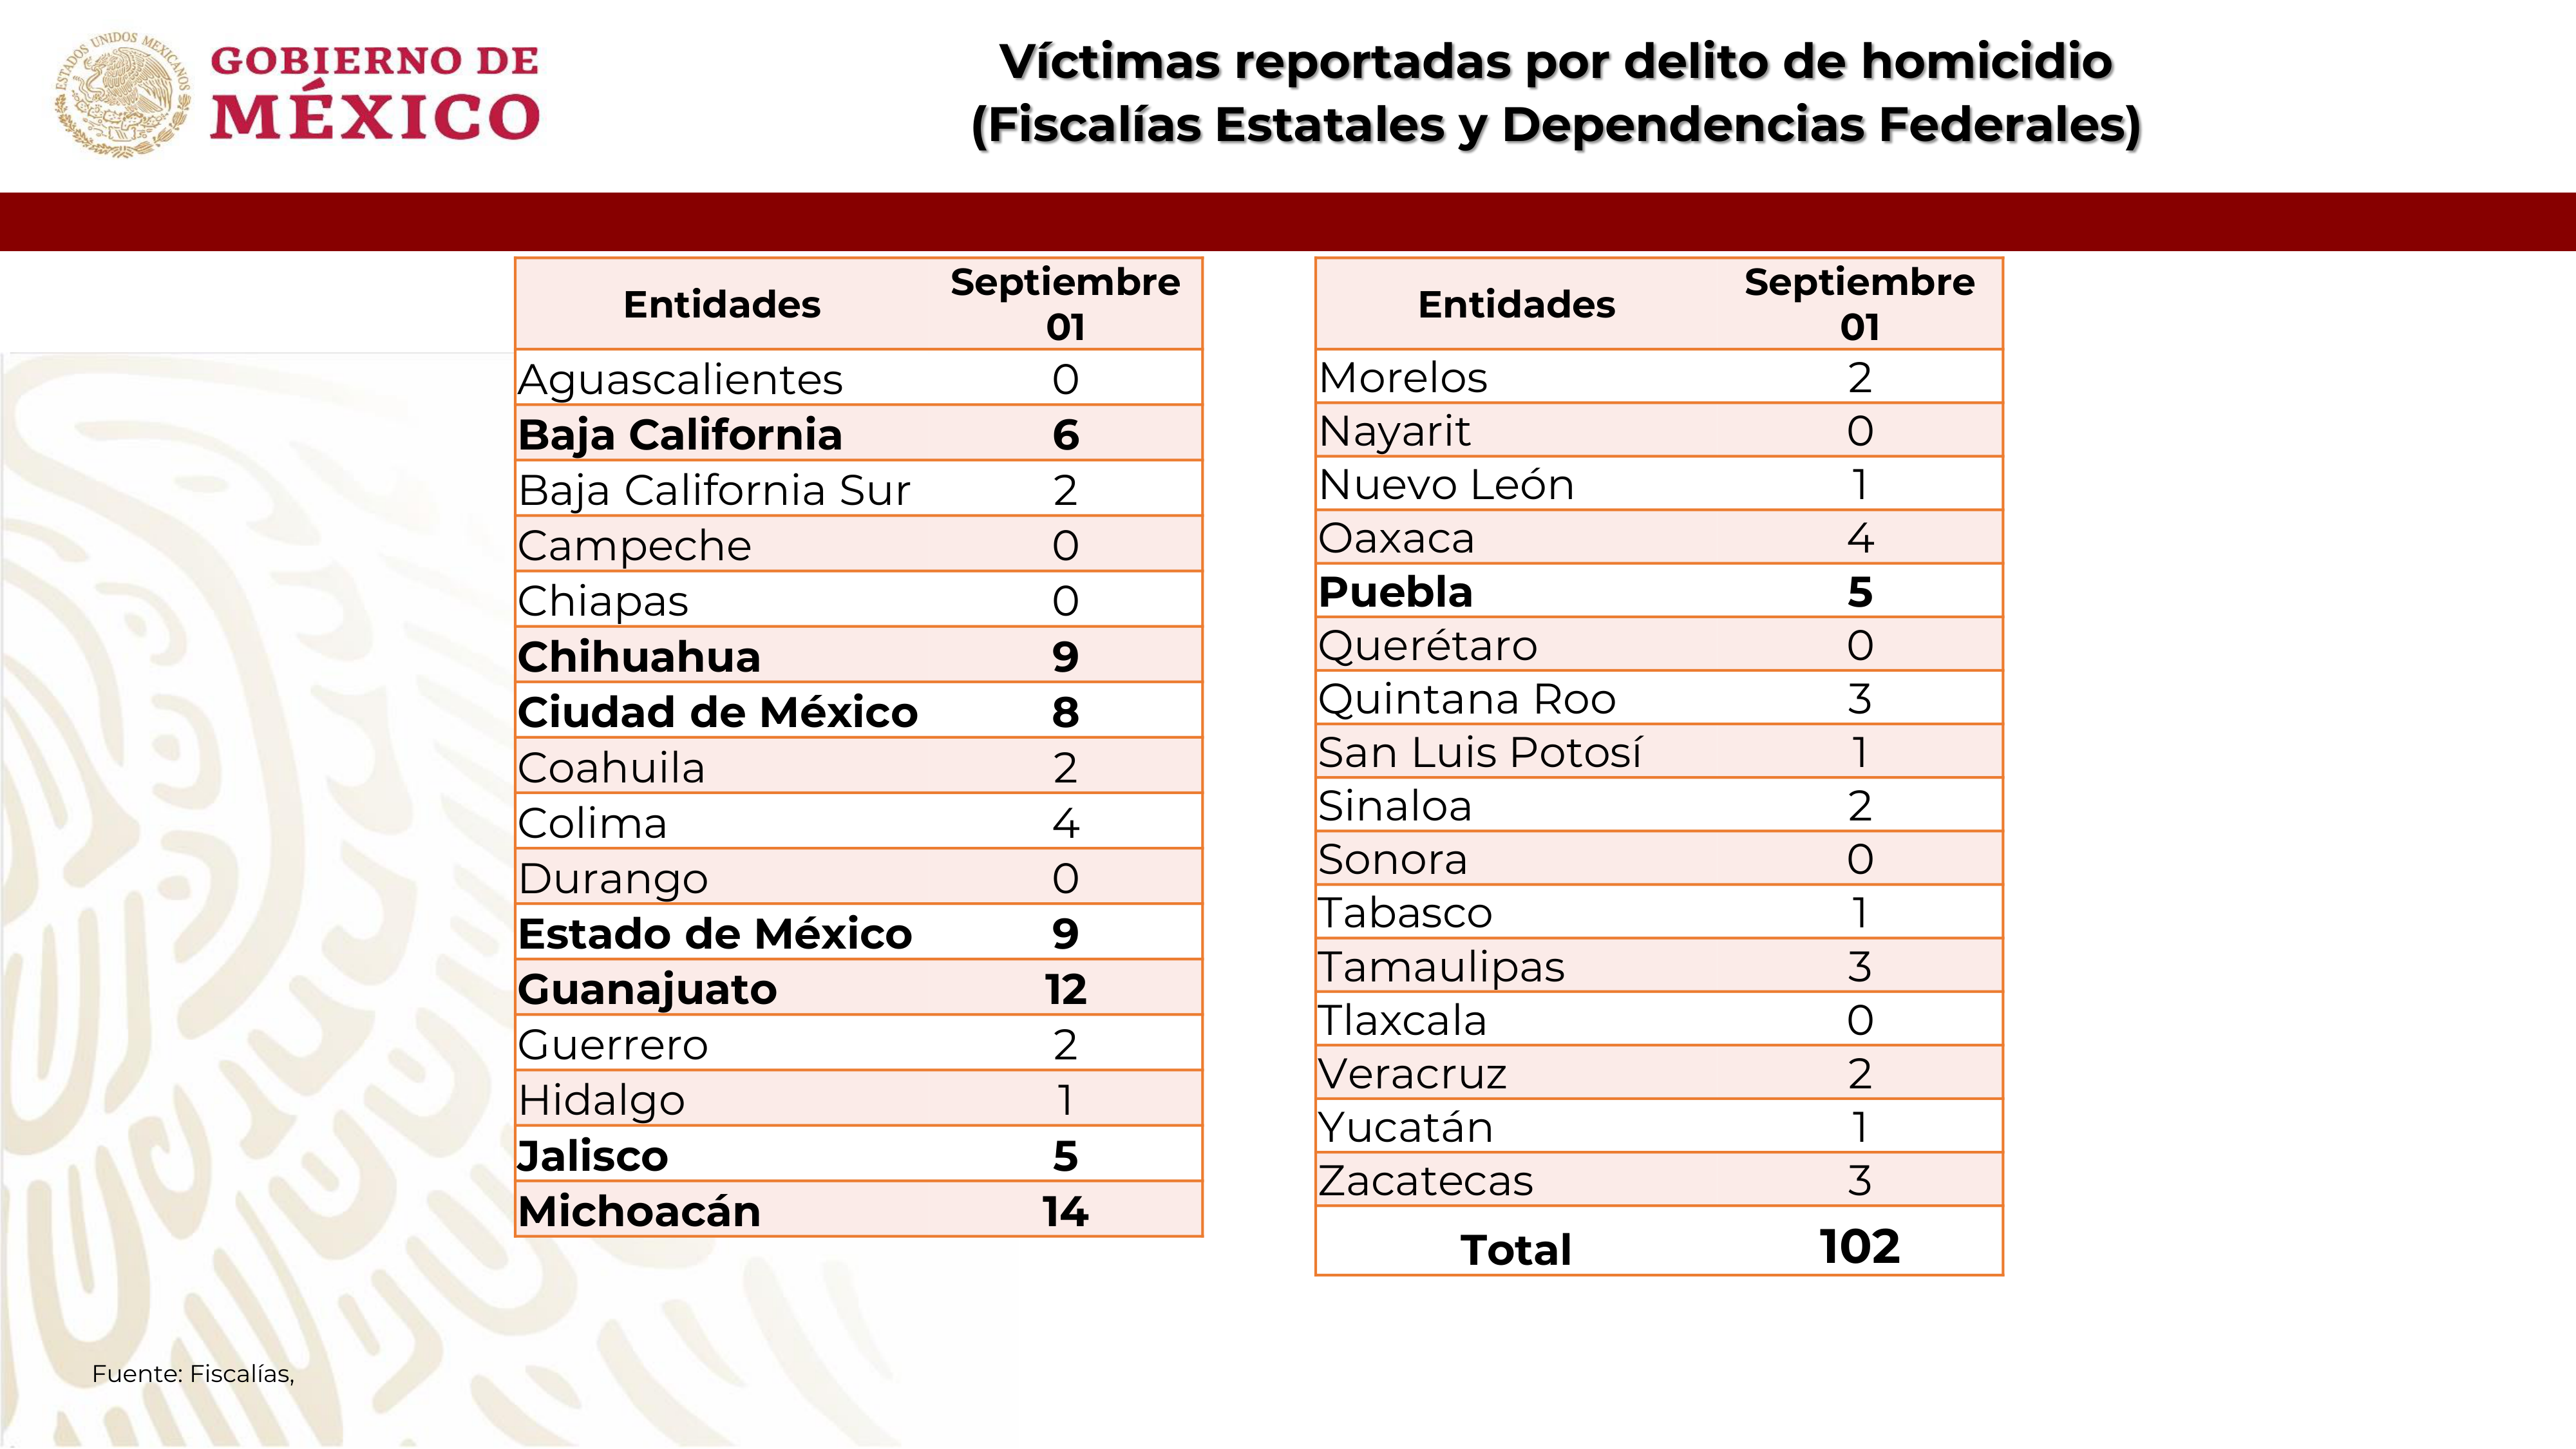 ESTADOS UNIDOS MEXICANOS
GOBIERNO DE
MÉXICO
Víctimas reportadas por delito de homicidio
(Fiscalías Estatales y Dependencias Federales)
Entidades Septiembre 01
Aguascalientes 0
Baja California 6
Baja California Sur 2
Campeche 0
Chiapas 0
Chihuahua 9
Ciudad de México 8
Coahuila 2
Colima 4
Durango 0
Estado de México 9
Guanajuato 12
Guerrero 2
Hidalgo 1
Jalisco 5
Michoacán 14
Entidades Septiembre 01
Morelos 2
Nayarit 0
Nuevo León 1
Oaxaca 4
Puebla 5
Querétaro 0
Quintana Roo 3
San Luis Potosí 1
Sinaloa 2
Sonora 0
Tabasco 1
Tamaulipas 3
Tlaxcala 0
Veracruz 2
Yucatán 1
Zacatecas 3
Total 102
Fuente: Fiscalías,